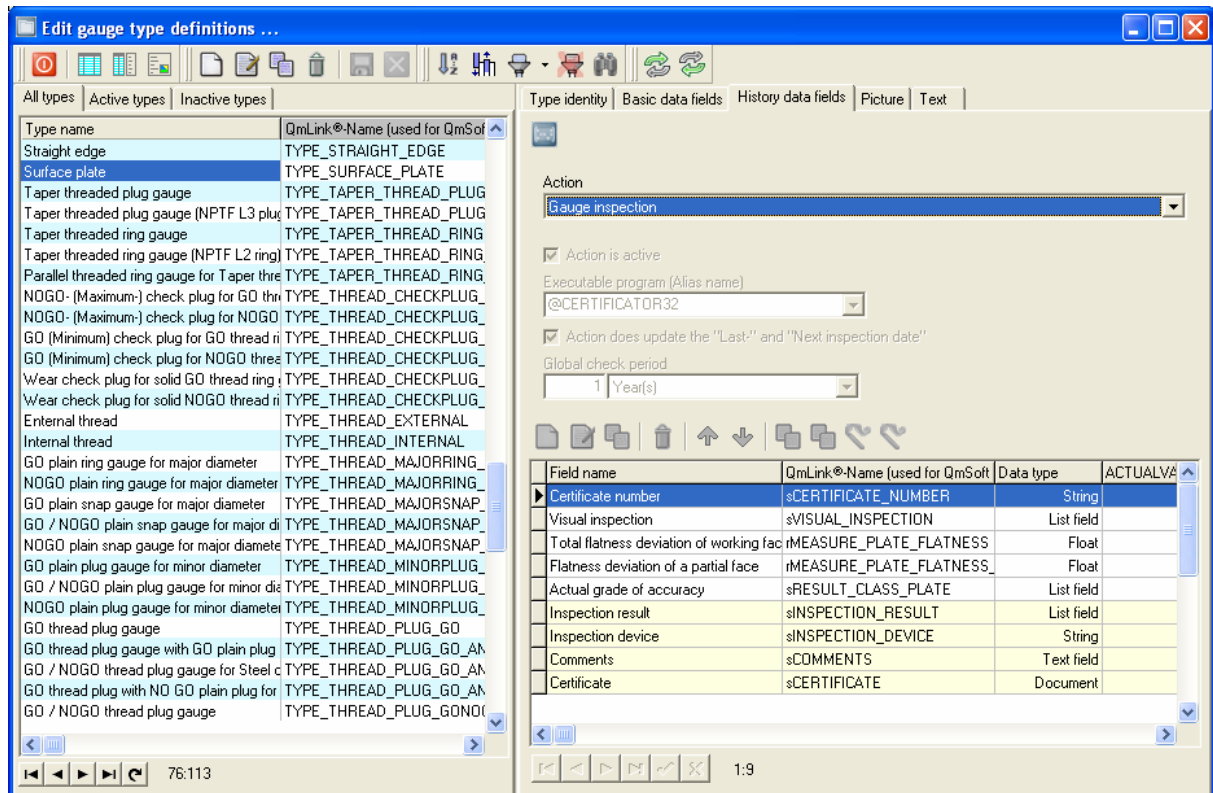 Edit gauge type definitions ...
All types Active types Inactive types
Type name QmLink®-Name (used for QmSof
Straight edge TYPE_STRAIGHT_EDGE
Surface plate TYPE_SURFACE_PLATE
Taper threaded plug gauge TYPE_TAPER_THREAD_PLUG
Taper threaded plug gauge (NPTF L3 plug TYPE_TAPER_THREAD_PLUG
Taper threaded ring gauge TYPE_TAPER_THREAD_RING
Taper threaded ring gauge (NPTF L2 ring) TYPE_TAPER_THREAD_RING_
Parallel threaded ring gauge for Taper thre TYPE_TAPER_THREAD_RING_
NOGO- (Maximum-) check plug for GO thr TYPE_THREAD_CHECKPLUG_
NOGO- (Maximum-) check plug for NOGO TYPE_THREAD_CHECKPLUG_
GO (Minimum) check plug for GO thread ri TYPE_THREAD_CHECKPLUG_
GO (Minimum) check plug for NOGO threa TYPE_THREAD_CHECKPLUG_
Wear check plug for solid GO thread ring TYPE_THREAD_CHECKPLUG_
Wear check plug for solid NOGO thread ri TYPE_THREAD_CHECKPLUG_
Enternal thread TYPE_THREAD_EXTERNAL
Internal thread TYPE_THREAD_INTERNAL
GO plain ring gauge for major diameter TYPE_THREAD_MAJORRING_
NOGO plain ring gauge for major diameter TYPE_THREAD_MAJORRING_
GO plain snap gauge for major diameter TYPE_THREAD_MAJORSNAP_
GO / NOGO plain snap gauge for major di TYPE_THREAD_MAJORSNAP_
NOGO plain snap gauge for major diamete TYPE_THREAD_MAJORSNAP_
GO plain plug gauge for minor diameter TYPE_THREAD_MINORPLUG_
GO / NOGO plain plug gauge for minor dia TYPE_THREAD_MINORPLUG_
NOGO plain plug gauge for minor diameter TYPE_THREAD_MINORPLUG_
GO thread plug gauge TYPE_THREAD_PLUG_GO
GO thread plug gauge with GO plain plug TYPE_THREAD_PLUG_GO_AN
GO / NOGO thread plug gauge for Steel c TYPE_THREAD_PLUG_GO_AN
GO thread plug with NO GO plain plug for TYPE_THREAD_PLUG_GO_AN
GO / NOGO thread plug gauge TYPE_THREAD_PLUG_GONO
76:113
Type identity Basic data fields History data fields Picture Text
Action
Gauge inspection
Action is active
Executable program (Alias name)
@CERTIFICATOR32
Action does update the "Last-" and "Next inspection date"
Global check period
1 Year(s)
Field name QmLink®-Name (used for QmSoft Data type ACTUALVA
Certificate number sCERTIFICATE_NUMBER String
Visual inspection sVISUAL_INSPECTION List field
Total flatness deviation of working fac rMEASURE_PLATE_FLATNESS Float
Flatness deviation of a partial face rMEASURE_PLATE_FLATNESS_ Float
Actual grade of accuracy sRESULT_CLASS_PLATE List field
Inspection result sINSPECTION_RESULT List field
Inspection device sINSPECTION_DEVICE String
Comments sCOMMENTS Text field
Certificate sCERTIFICATE Document
1:9